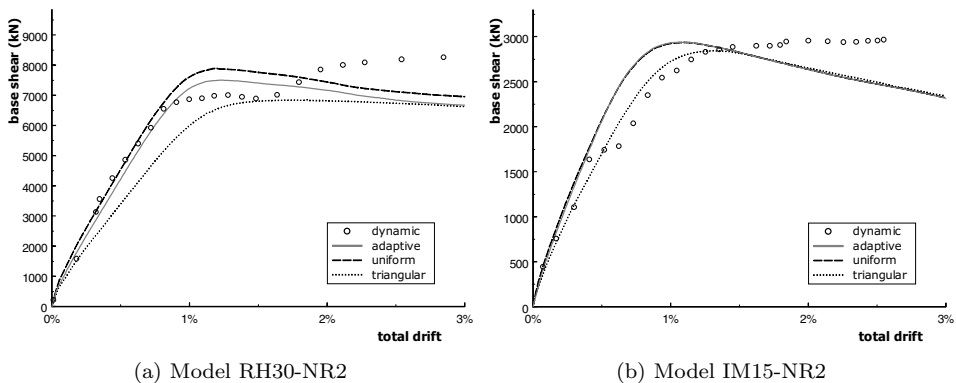 base shear (kN)
9000
8000
7000
6000
5000
4000
3000
2000
1000
0
0%
1%
2%
3%
total drift
dynamic
adaptive
uniform
triangular
(a) Model RH30-NR2
base shear (kN)
3000
2500
2000
1500
1000
500
0
0%
1%
2%
3%
total drift
dynamic
adaptive
uniform
triangular
(b) Model IM15-NR2